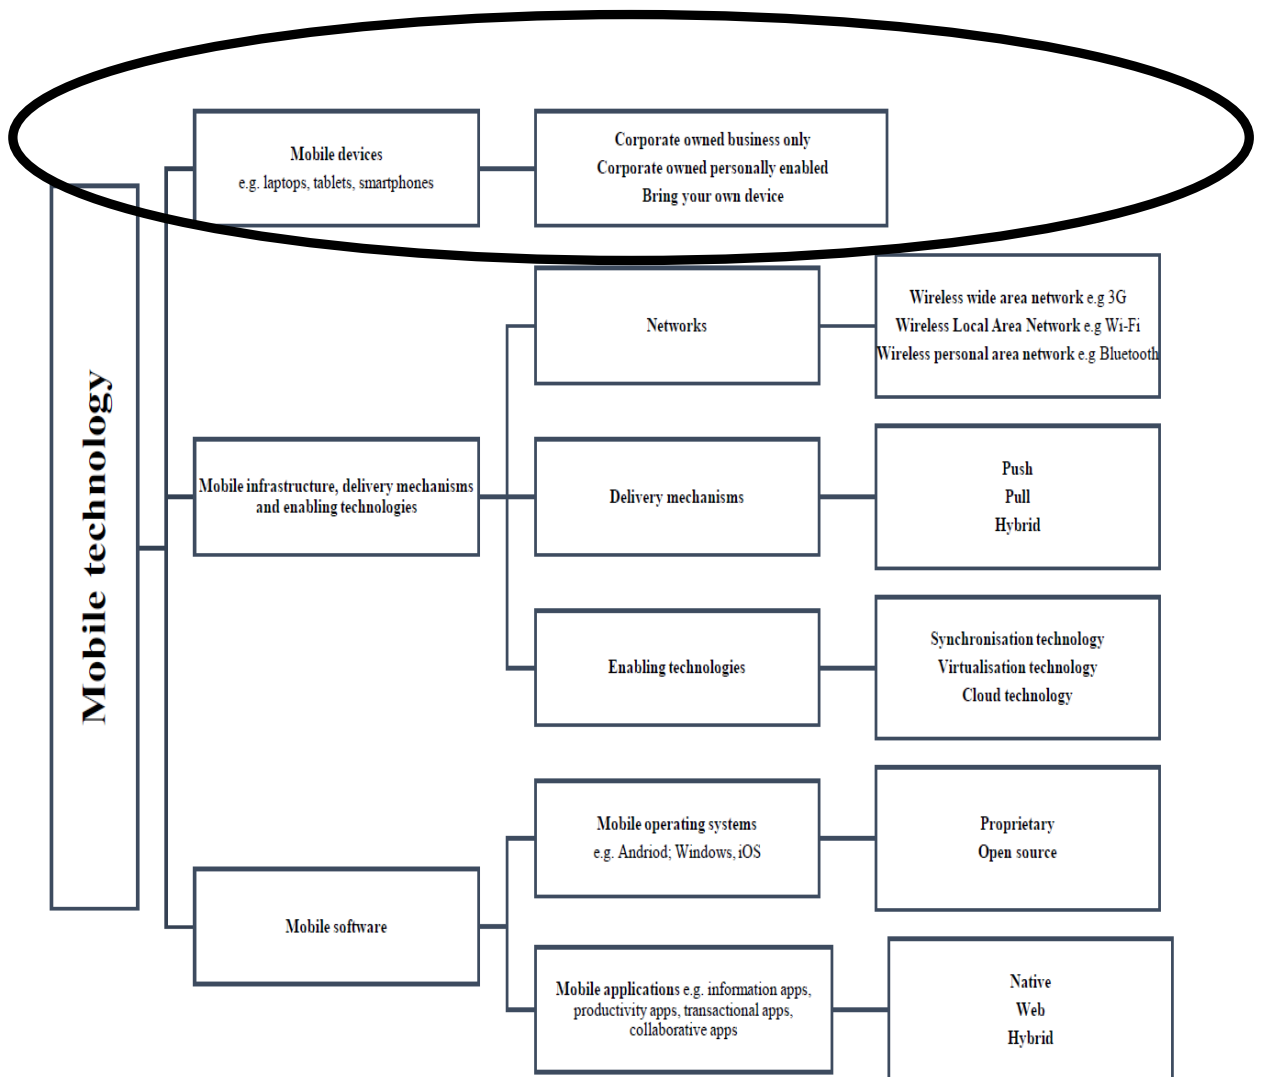 Mobile technology
Mobile devices
e.g. laptops, tablets, smartphones
Corporate owned business only
Corporate owned personally enabled
Bring your own device
Mobile infrastructure, delivery mechanisms
and enabling technologies
Networks
Wireless wide area network e.g 3G
Wireless Local Area Network e.g Wi-Fi
Wireless personal area network e.g Bluetooth
Delivery mechanisms
Push
Pull
Hybrid
Enabling technologies
Synchronisation technology
Virtualisation technology
Cloud technology
Mobile software
Mobile operating systems
e.g. Andriod; Windows, iOS
Proprietary
Open source
Mobile applications e.g. information apps,
productivity apps, transactional apps,
collaborative apps
Native
Web
Hybrid